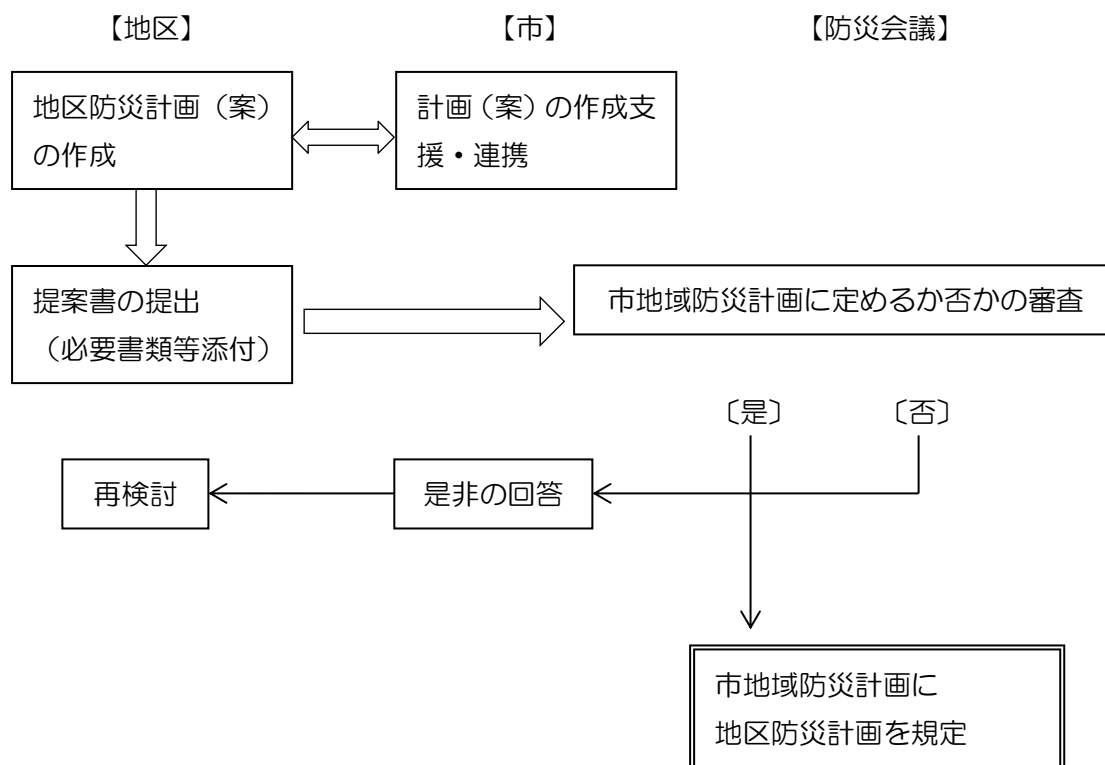 【地区】
【市】
【防災会議】
地区防災計画（案）
の作成
計画（案）の作成支
援・連携
提案書の提出
（必要書類等添付）
市地域防災計画に定めるか否かの審査
〔是〕
〔否〕
再検討
是非の回答
市地域防災計画に
地区防災計画を規定